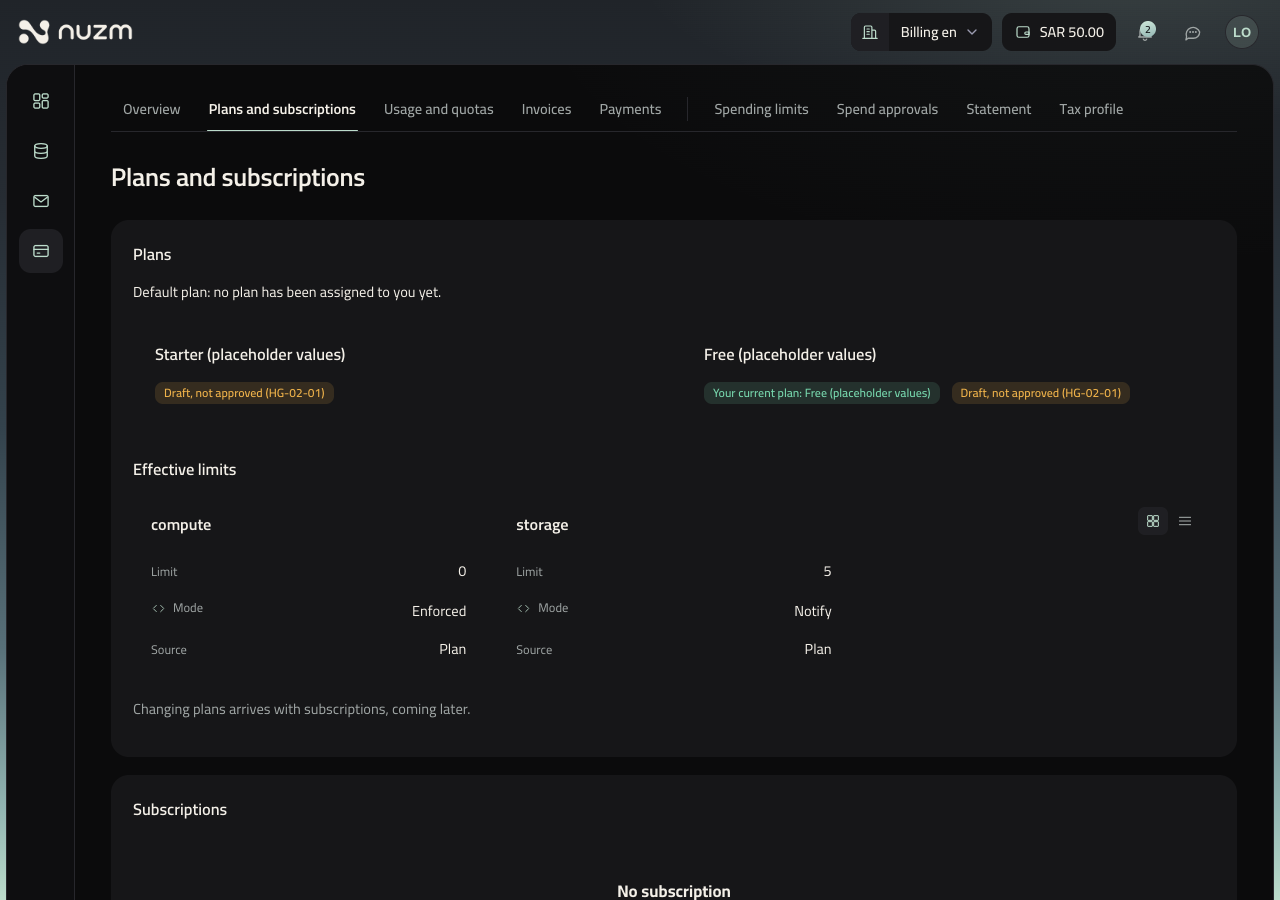 nuzm
Billing en
SAR 50.00
2
LO
Overview
Plans and subscriptions
Usage and quotas
Invoices
Payments
Spending limits
Spend approvals
Statement
Tax profile
Plans and subscriptions
Plans
Default plan: no plan has been assigned to you yet.
Starter (placeholder values)
Draft, not approved (HG-02-01)
Free (placeholder values)
Your current plan: Free (placeholder values)
Draft, not approved (HG-02-01)
Effective limits
compute
Limit 0
Mode Enforced
Source Plan
storage
Limit 5
Mode Notify
Source Plan
Changing plans arrives with subscriptions, coming later.
Subscriptions
No subscription